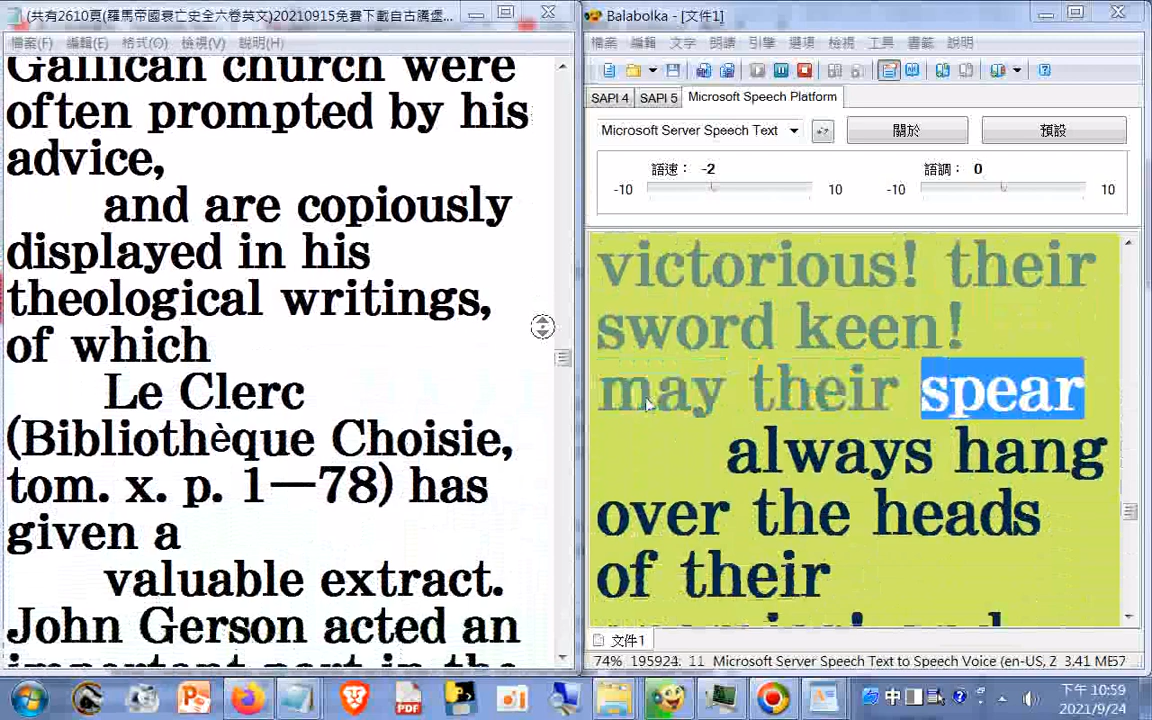 (共有2610頁(羅馬帝國衰亡史全六卷英文)20210915免費下載自古騰堡...
檔案(F) 編輯(E) 格式(O) 檢視(V) 說明(H)
Gallican church were
often prompted by his
advice,
and are copiously
displayed in his
theological writings,
of which
Le Clerc
(Bibliothèque Choisie,
tom. x. p. 1—78) has
given a
valuable extract.
John Gerson acted an
important part in the
Balabolka - [文件1]
檔案 編輯 文字 朗讀 引擎 選項 檢視 工具 書籤 說明
SAPI 4 SAPI 5 Microsoft Speech Platform
Microsoft Server Speech Text 關於 預設
語速： -2 語調： 0
-10 10 -10 10
victorious! their
sword keen!
may their spear
always hang
over the heads
of their
文件1
74% 195924: 11 Microsoft Server Speech Text to Speech Voice (en-US, Z 3,41 ME57
中
下午 10:59
2021/9/24